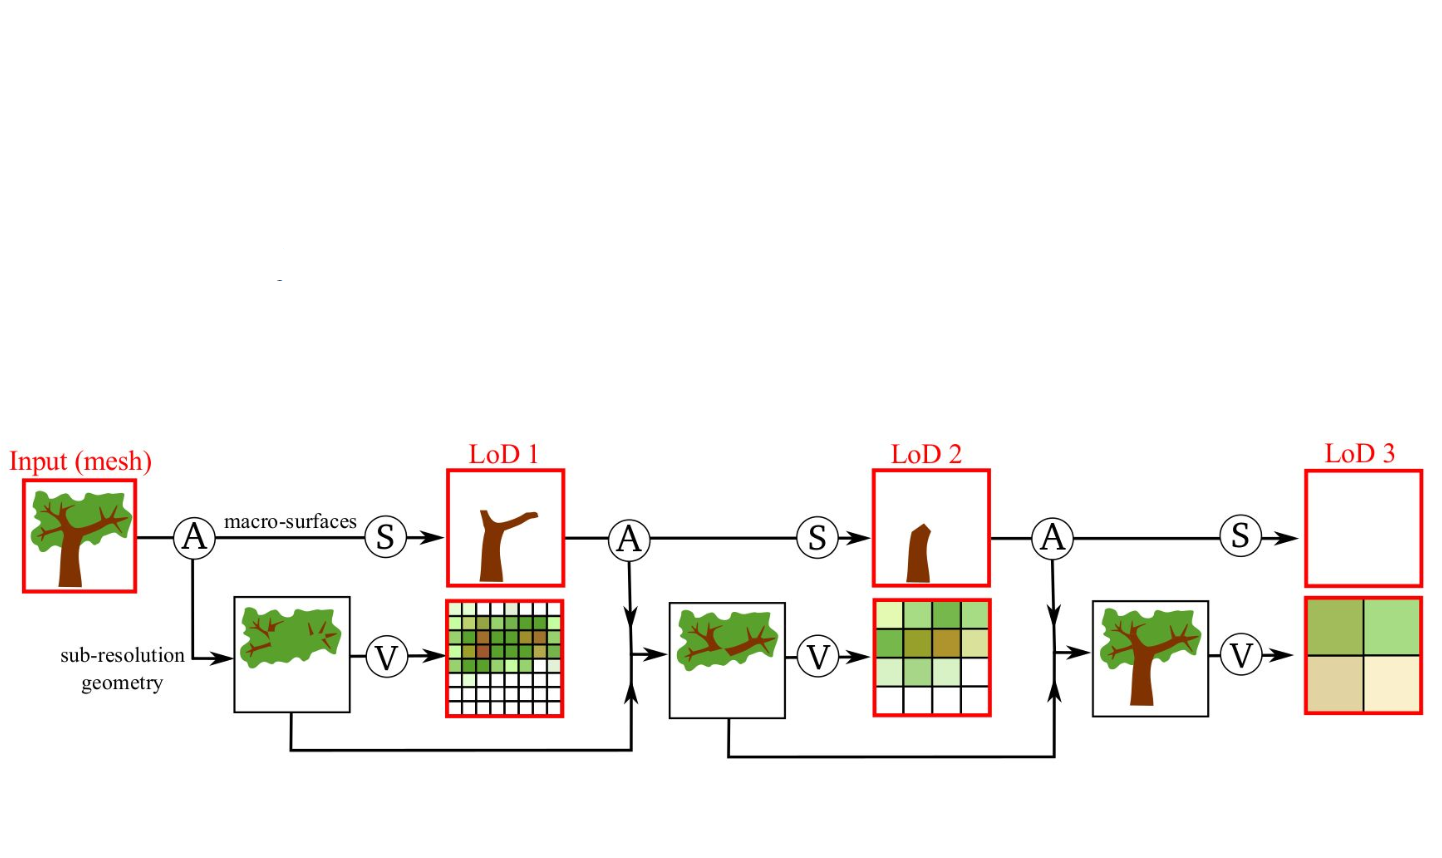 Input (mesh)
LoD 1
LoD 2
LoD 3
A
macro-surfaces
S
A
S
A
S
sub-resolution
geometry
V
V
V